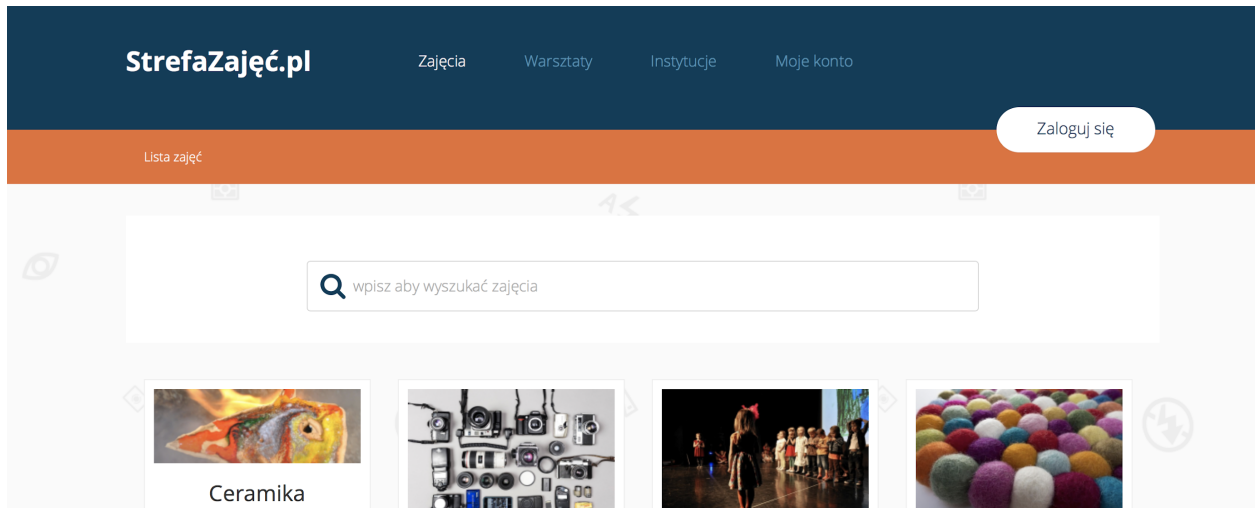 StrefaZajęć.pl
Zajęcia
Warsztaty
Instytucje
Moje konto
Zaloguj się
Lista zajęć
wpisz aby wyszukać zajęcia
Ceramika